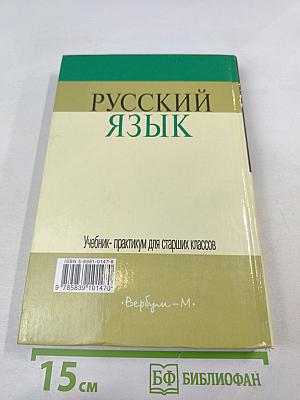 РУССКИЙ
ЯЗЫК
Учебник- практикум для старших классов
ISBN 5-8391-0147-8
9 785839 101470
·Вербум–М·
15 см
БФ БИБЛИОФАН